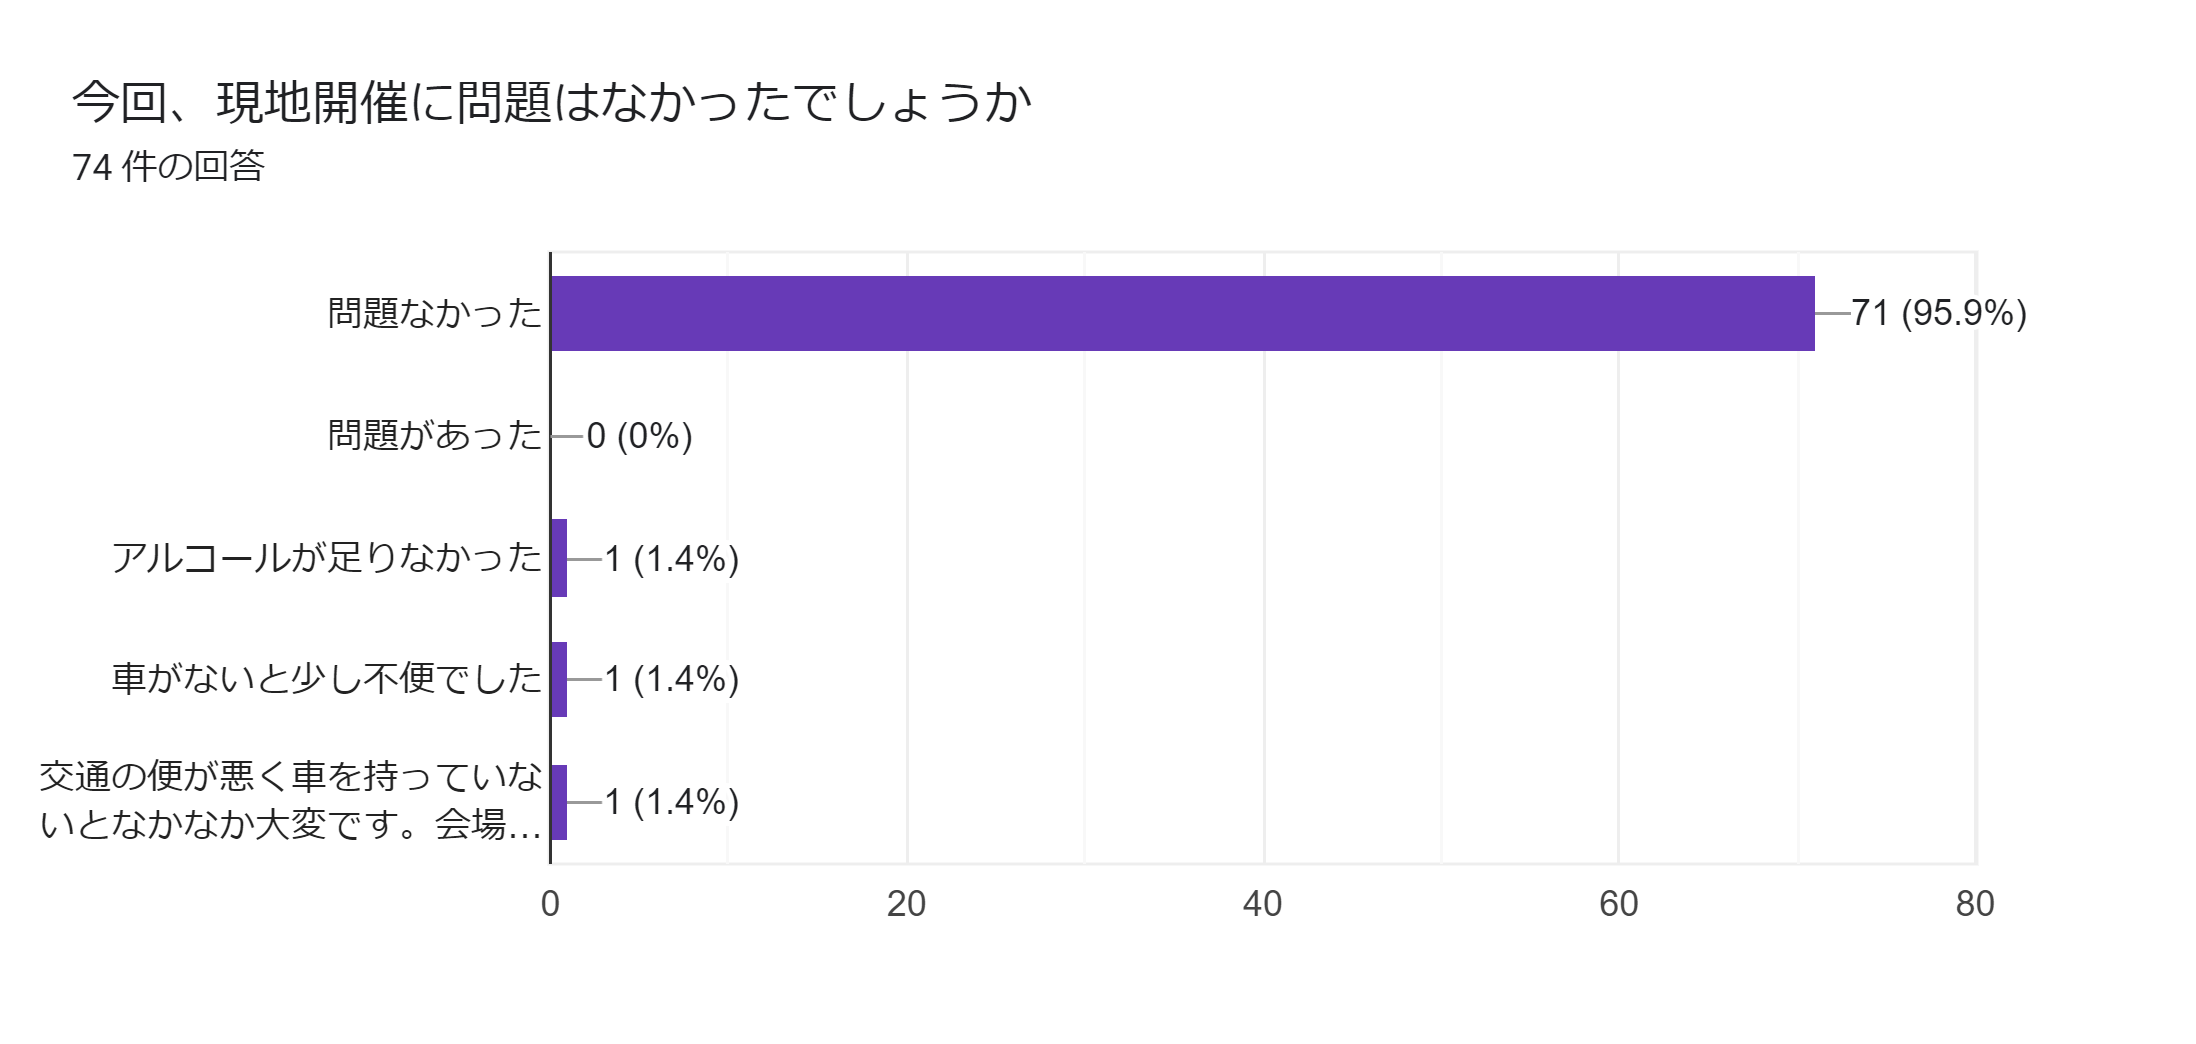 今回、現地開催に問題はなかったでしょうか
74 件の回答
問題なかった
71 (95.9%)
問題があった
0 (0%)
アルコールが足りなかった
1 (1.4%)
車がないと少し不便でした
1 (1.4%)
交通の便が悪く車を持っていな
いとなかなか大変です。会場…
1 (1.4%)
0 20 40 60 80